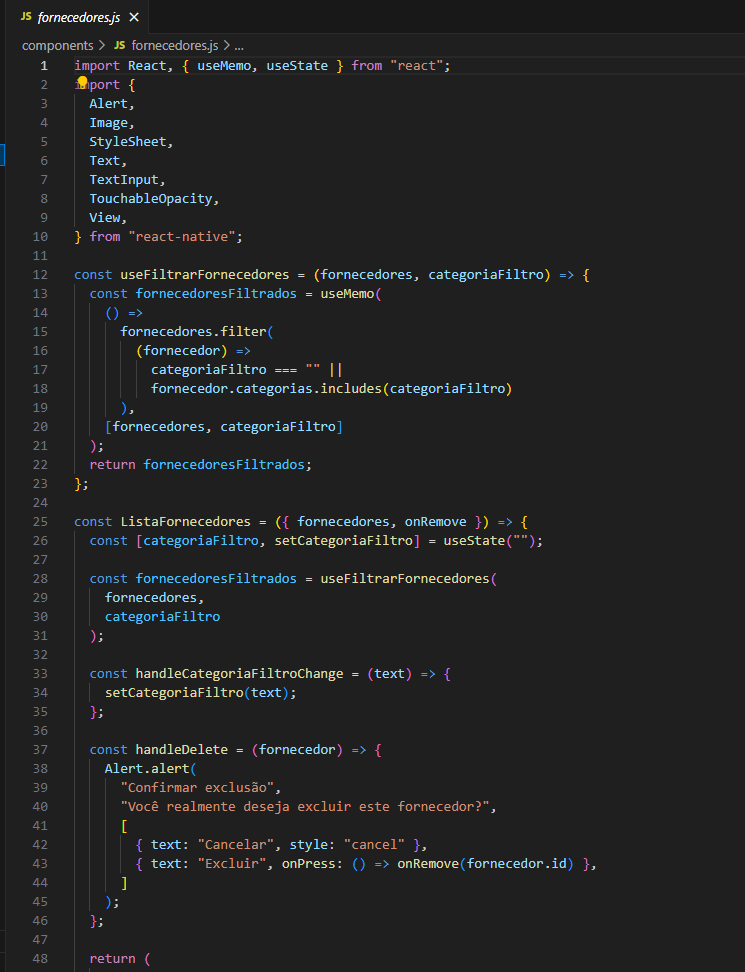 JS fornecedores.js ×
components > JS fornecedores.js > ...
1 import React, { useMemo, useState } from "react";
2 import {
3 Alert,
4 Image,
5 StyleSheet,
6 Text,
7 TextInput,
8 TouchableOpacity,
9 View,
10 } from "react-native";
11
12 const useFiltrarFornecedores = (fornecedores, categoriaFiltro) => {
13 const fornecedoresFiltrados = useMemo(
14 () =>
15 fornecedores.filter(
16 (fornecedor) =>
17 categoriaFiltro === "" ||
18 fornecedor.categorias.includes(categoriaFiltro)
19 ),
20 [fornecedores, categoriaFiltro]
21 );
22 return fornecedoresFiltrados;
23 };
24
25 const ListaFornecedores = ({ fornecedores, onRemove }) => {
26 const [categoriaFiltro, setCategoriaFiltro] = useState("");
27
28 const fornecedoresFiltrados = useFiltrarFornecedores(
29 fornecedores,
30 categoriaFiltro
31 );
32
33 const handleCategoriaFiltroChange = (text) => {
34 setCategoriaFiltro(text);
35 };
36
37 const handleDelete = (fornecedor) => {
38 Alert.alert(
39 "Confirmar exclusão",
40 "Você realmente deseja excluir este fornecedor?",
41 [
42 { text: "Cancelar", style: "cancel" },
43 { text: "Excluir", onPress: () => onRemove(fornecedor.id) },
44 ]
45 );
46 };
47
48 return (